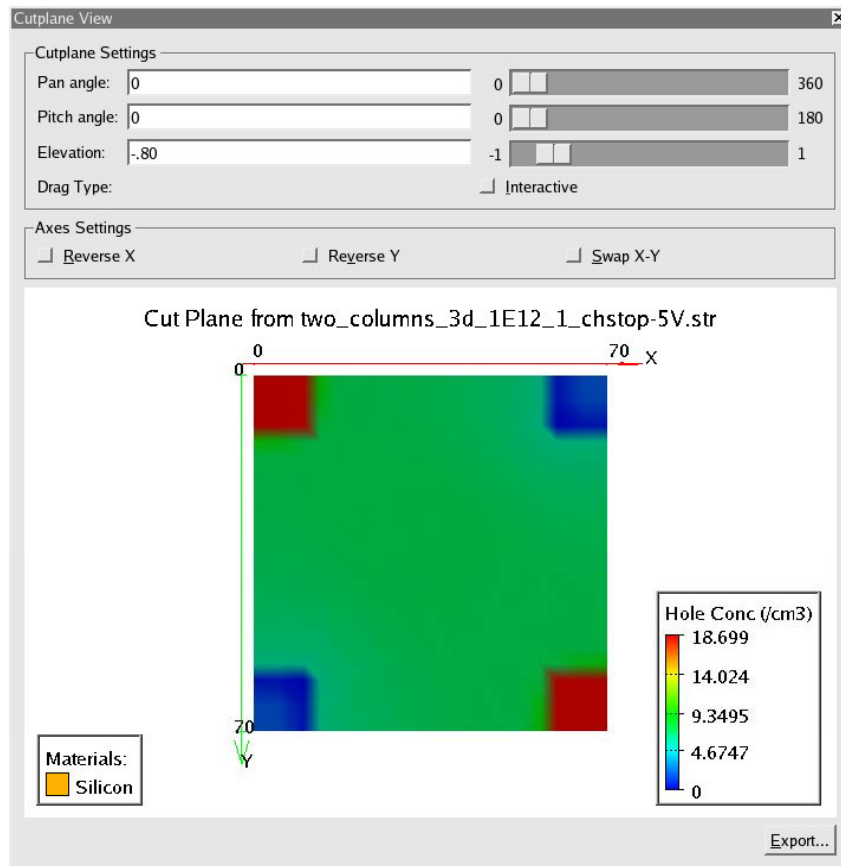 Cutplane View
Cutplane Settings
Pan angle: 0 0 360
Pitch angle: 0 0 180
Elevation: -.80 -1 1
Drag Type: Interactive
Axes Settings
Reverse X Reverse Y Swap X-Y
Cut Plane from two_columns_3d_1E12_1_chstop-5V.str
0 70 X
0
Hole Conc (/cm3)
18.699
14.024
9.3495
4.6747
0
70
Y
Materials:
Silicon
Export...